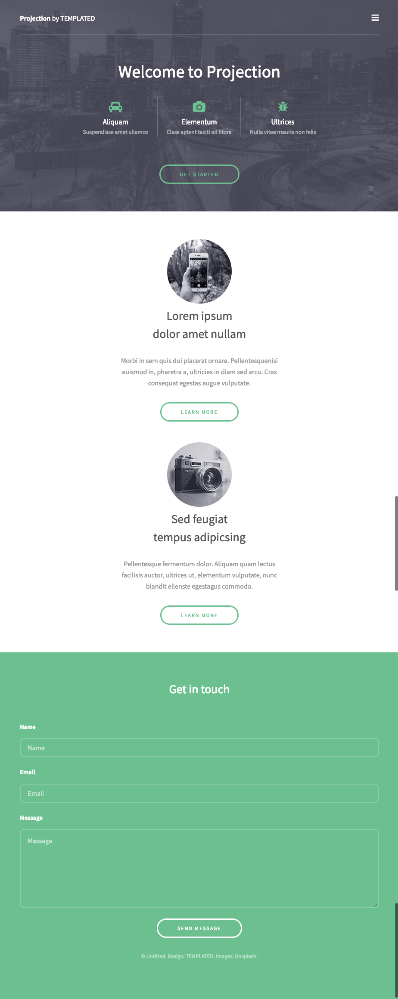 Projection by TEMPLATED
Welcome to Projection
Aliquam
Suspendisse amet ullamco
Elementum
Class aptent taciti ad litora
Ultrices
Nulla vitae mauris non felis
GET STARTED
Lorem ipsum
dolor amet nullam
Morbi in sem quis dui placerat ornare. Pellentesquenisi
euismod in, pharetra a, ultricies in diam sed arcu. Cras
consequat egestas augue vulputate.
LEARN MORE
Sed feugiat
tempus adipicsing
Pellentesque fermentum dolor. Aliquam quam lectus
facilisis auctor, ultrices ut, elementum vulputate, nunc
blandit ellenste egestagus commodo.
LEARN MORE
Get in touch
Name
Name
Email
Email
Message
Message
SEND MESSAGE
© Untitled. Design: TEMPLATED. Images: Unsplash.